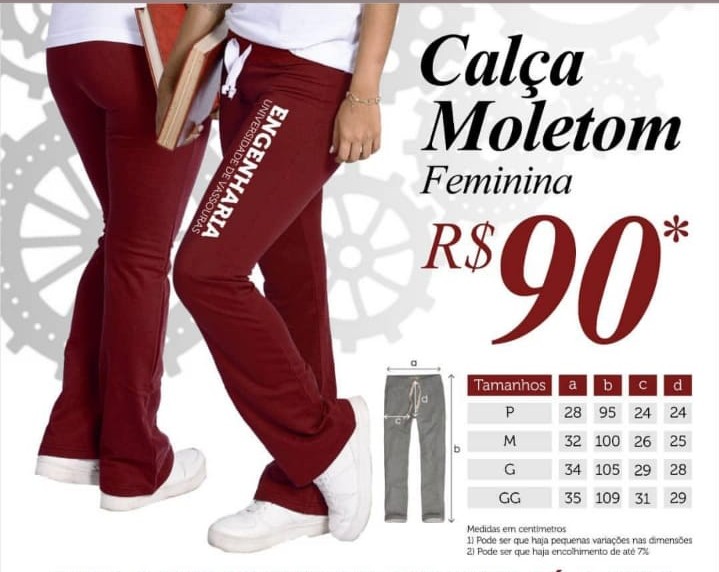 Calça
Moletom
Feminina
R$90*
ENGENHARIA
UNIVERSIDADE DE VASSOURAS
a
d
c
b
Tamanhos a b c d
P 28 95 24 24
M 32 100 26 25
G 34 105 29 28
GG 35 109 31 29
Medidas em centímetros
1) Pode ser que haja pequenas variações nas dimensões
2) Pode ser que haja encolhimento de até 7%